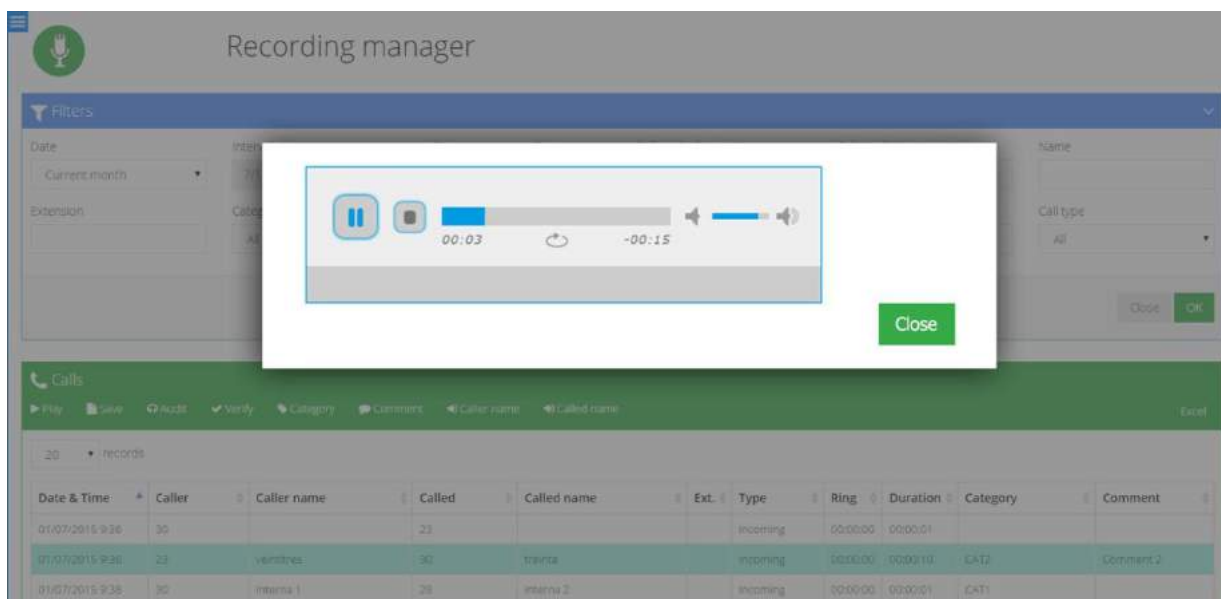 Recording manager
Filters
Date
Name
Current month
Extension
Call type
All
00:03 -00:15
Close OK
Close
Calls
Play Save Audit Verify Category Comment Caller name Called name Excel
20 records
Date & Time Caller Caller name Called Called name Ext. Type Ring Duration Category Comment
01/07/2015 9:36 30 23 Incoming 00:00:00 00:00:01
01/07/2015 9:36 23 veintitres 30 treinta Incoming 00:00:00 00:00:10 CAT2 Comment 2
01/07/2015 9:36 30 Interna 1 29 Interna 2 Incoming 00:00:00 00:00:01 CAT1